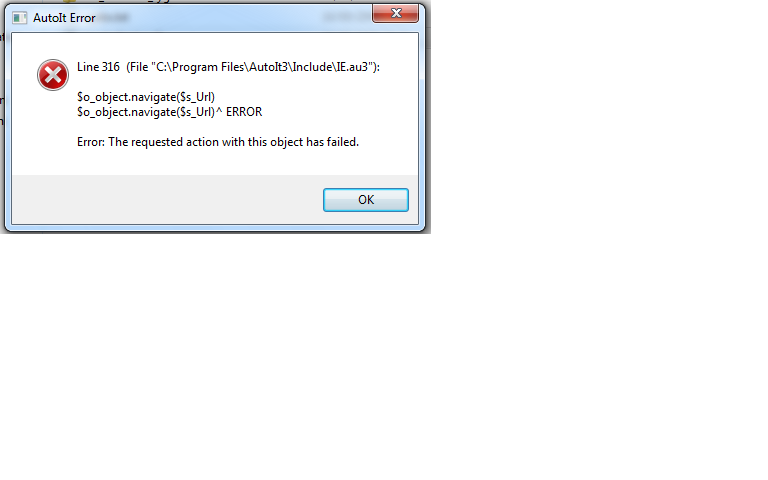 AutoIt Error
Line 316  (File "C:\Program Files\AutoIt3\Include\IE.au3"):
$o_object.navigate($s_Url)
$o_object.navigate($s_Url)^ ERROR
Error: The requested action with this object has failed.
OK